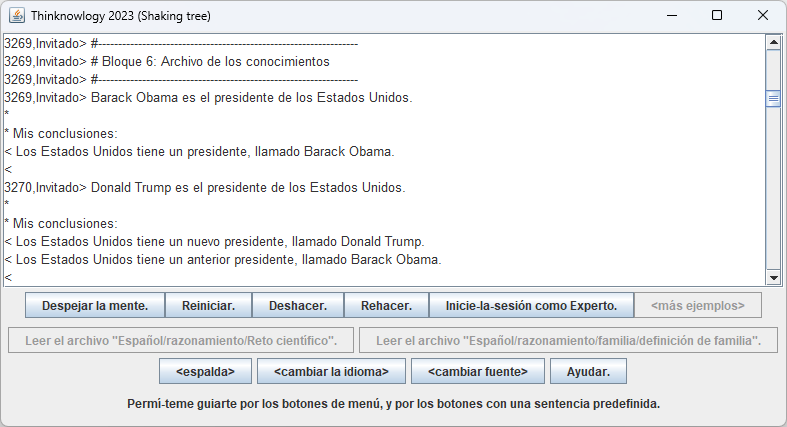 Thinknowlogy 2023 (Shaking tree)
3269,Invitado> #-----------------------------------------------------------------
3269,Invitado> # Bloque 6: Archivo de los conocimientos
3269,Invitado> #-----------------------------------------------------------------
3269,Invitado> Barack Obama es el presidente de los Estados Unidos.
*
* Mis conclusiones:
< Los Estados Unidos tiene un presidente, llamado Barack Obama.
<
3270,Invitado> Donald Trump es el presidente de los Estados Unidos.
*
* Mis conclusiones:
< Los Estados Unidos tiene un nuevo presidente, llamado Donald Trump.
< Los Estados Unidos tiene un anterior presidente, llamado Barack Obama.
<
Despejar la mente. Reiniciar. Deshacer. Rehacer. Inicie-la-sesión como Experto. <más ejemplos>
Leer el archivo "Español/razonamiento/Reto científico". Leer el archivo "Español/razonamiento/familia/definición de familia".
<espalda> <cambiar la idioma> <cambiar fuente> Ayudar.
Permí-teme guiarte por los botones de menú, y por los botones con una sentencia predefinida.